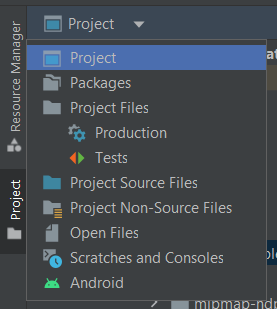 Project
Resource Manager
Project
Project
Packages
Project Files
Production
Tests
Project Source Files
Project Non-Source Files
Open Files
Scratches and Consoles
Android